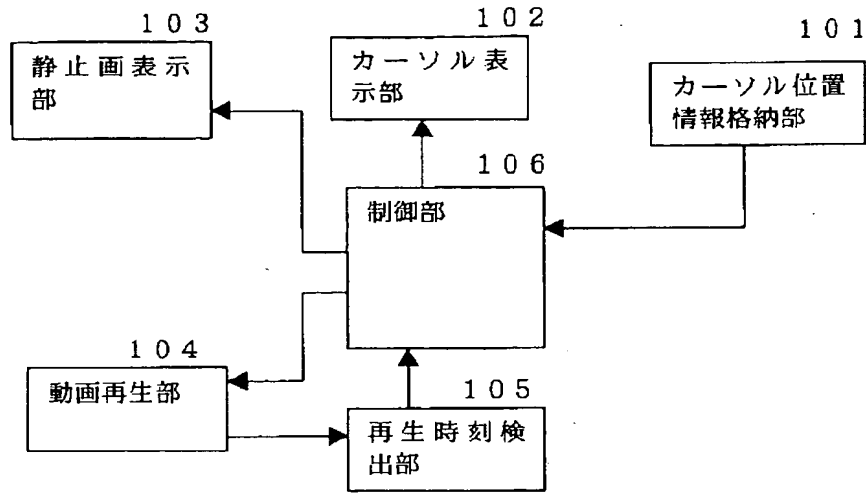 １０３
静止画表示
部
１０２
カーソル表
示部
１０１
カーソル位置
情報格納部
１０６
制御部
１０４
動画再生部
１０５
再生時刻検
出部